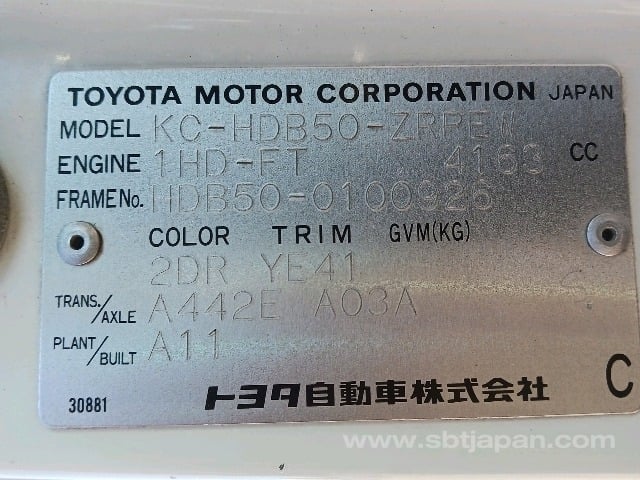 TOYOTA MOTOR CORPORATION JAPAN
MODEL KC-HDB50-ZRPEW
ENGINE 1HD-FT 4163 CC
FRAME No. HDB50-0100926
COLOR TRIM GVM(KG)
2DR YE41
TRANS./AXLE A442E A03A
PLANT/BUILT A11
30881 トヨタ自動車株式会社 C
www.sbtjapan.com